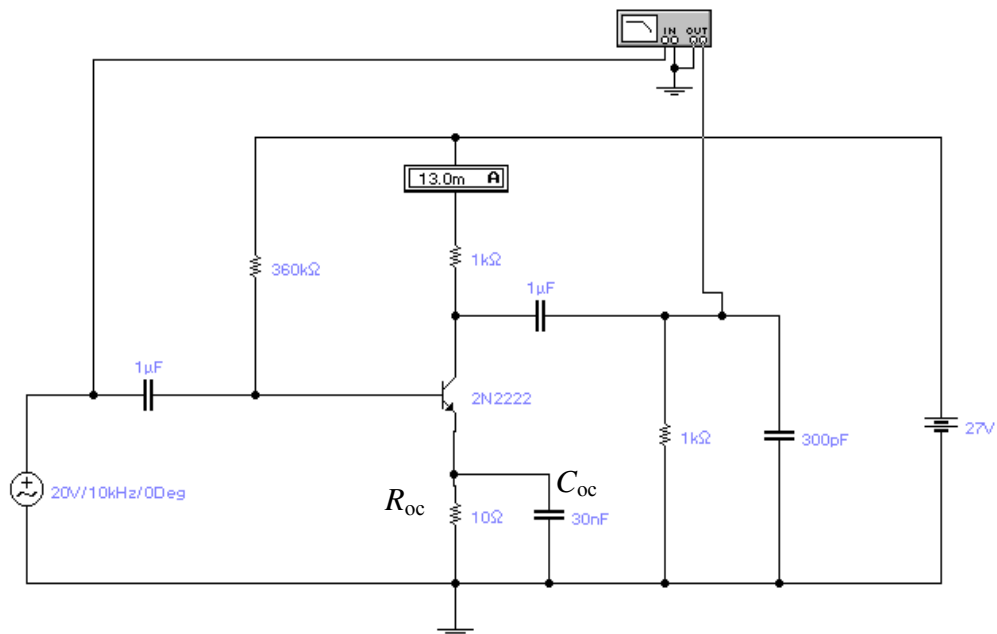 IN OUT
13.0m A
1kΩ
360kΩ
1µF
1µF
2N2222
1kΩ
300pF
27V
20V/10kHz/0Deg
Roc
10Ω
Coc
30nF